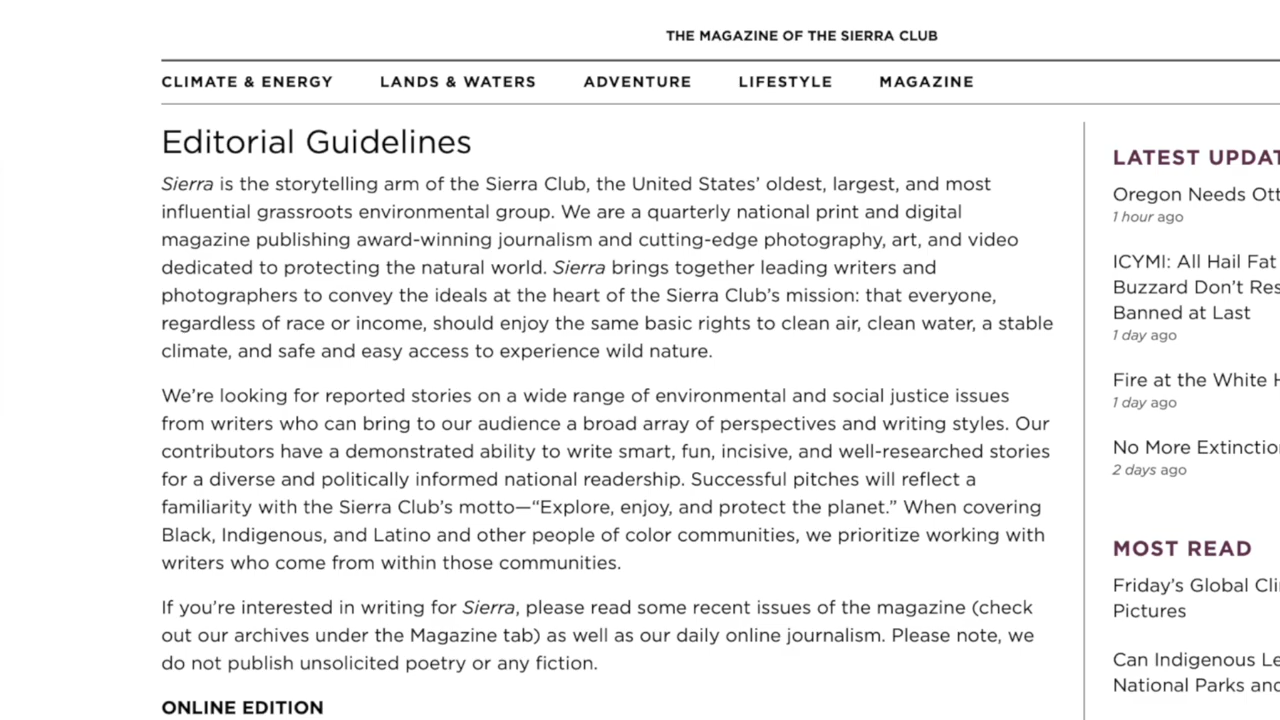 THE MAGAZINE OF THE SIERRA CLUB
CLIMATE & ENERGY LANDS & WATERS ADVENTURE LIFESTYLE MAGAZINE
Editorial Guidelines
Sierra is the storytelling arm of the Sierra Club, the United States’ oldest, largest, and most
influential grassroots environmental group. We are a quarterly national print and digital
magazine publishing award-winning journalism and cutting-edge photography, art, and video
dedicated to protecting the natural world. Sierra brings together leading writers and
photographers to convey the ideals at the heart of the Sierra Club’s mission: that everyone,
regardless of race or income, should enjoy the same basic rights to clean air, clean water, a stable
climate, and safe and easy access to experience wild nature.
We’re looking for reported stories on a wide range of environmental and social justice issues
from writers who can bring to our audience a broad array of perspectives and writing styles. Our
contributors have a demonstrated ability to write smart, fun, incisive, and well-researched stories
for a diverse and politically informed national readership. Successful pitches will reflect a
familiarity with the Sierra Club’s motto—“Explore, enjoy, and protect the planet.” When covering
Black, Indigenous, and Latino and other people of color communities, we prioritize working with
writers who come from within those communities.
If you’re interested in writing for Sierra, please read some recent issues of the magazine (check
out our archives under the Magazine tab) as well as our daily online journalism. Please note, we
do not publish unsolicited poetry or any fiction.
ONLINE EDITION
LATEST
Oregon Needs
1 hour ago
ICYMI: All Hail Fat
Buzzard Don’t
Banned at Last
1 day ago
Fire at the White
1 day ago
No More
2 days ago
MOST READ
Friday’s Global
Pictures
Can Indigenous
National Parks